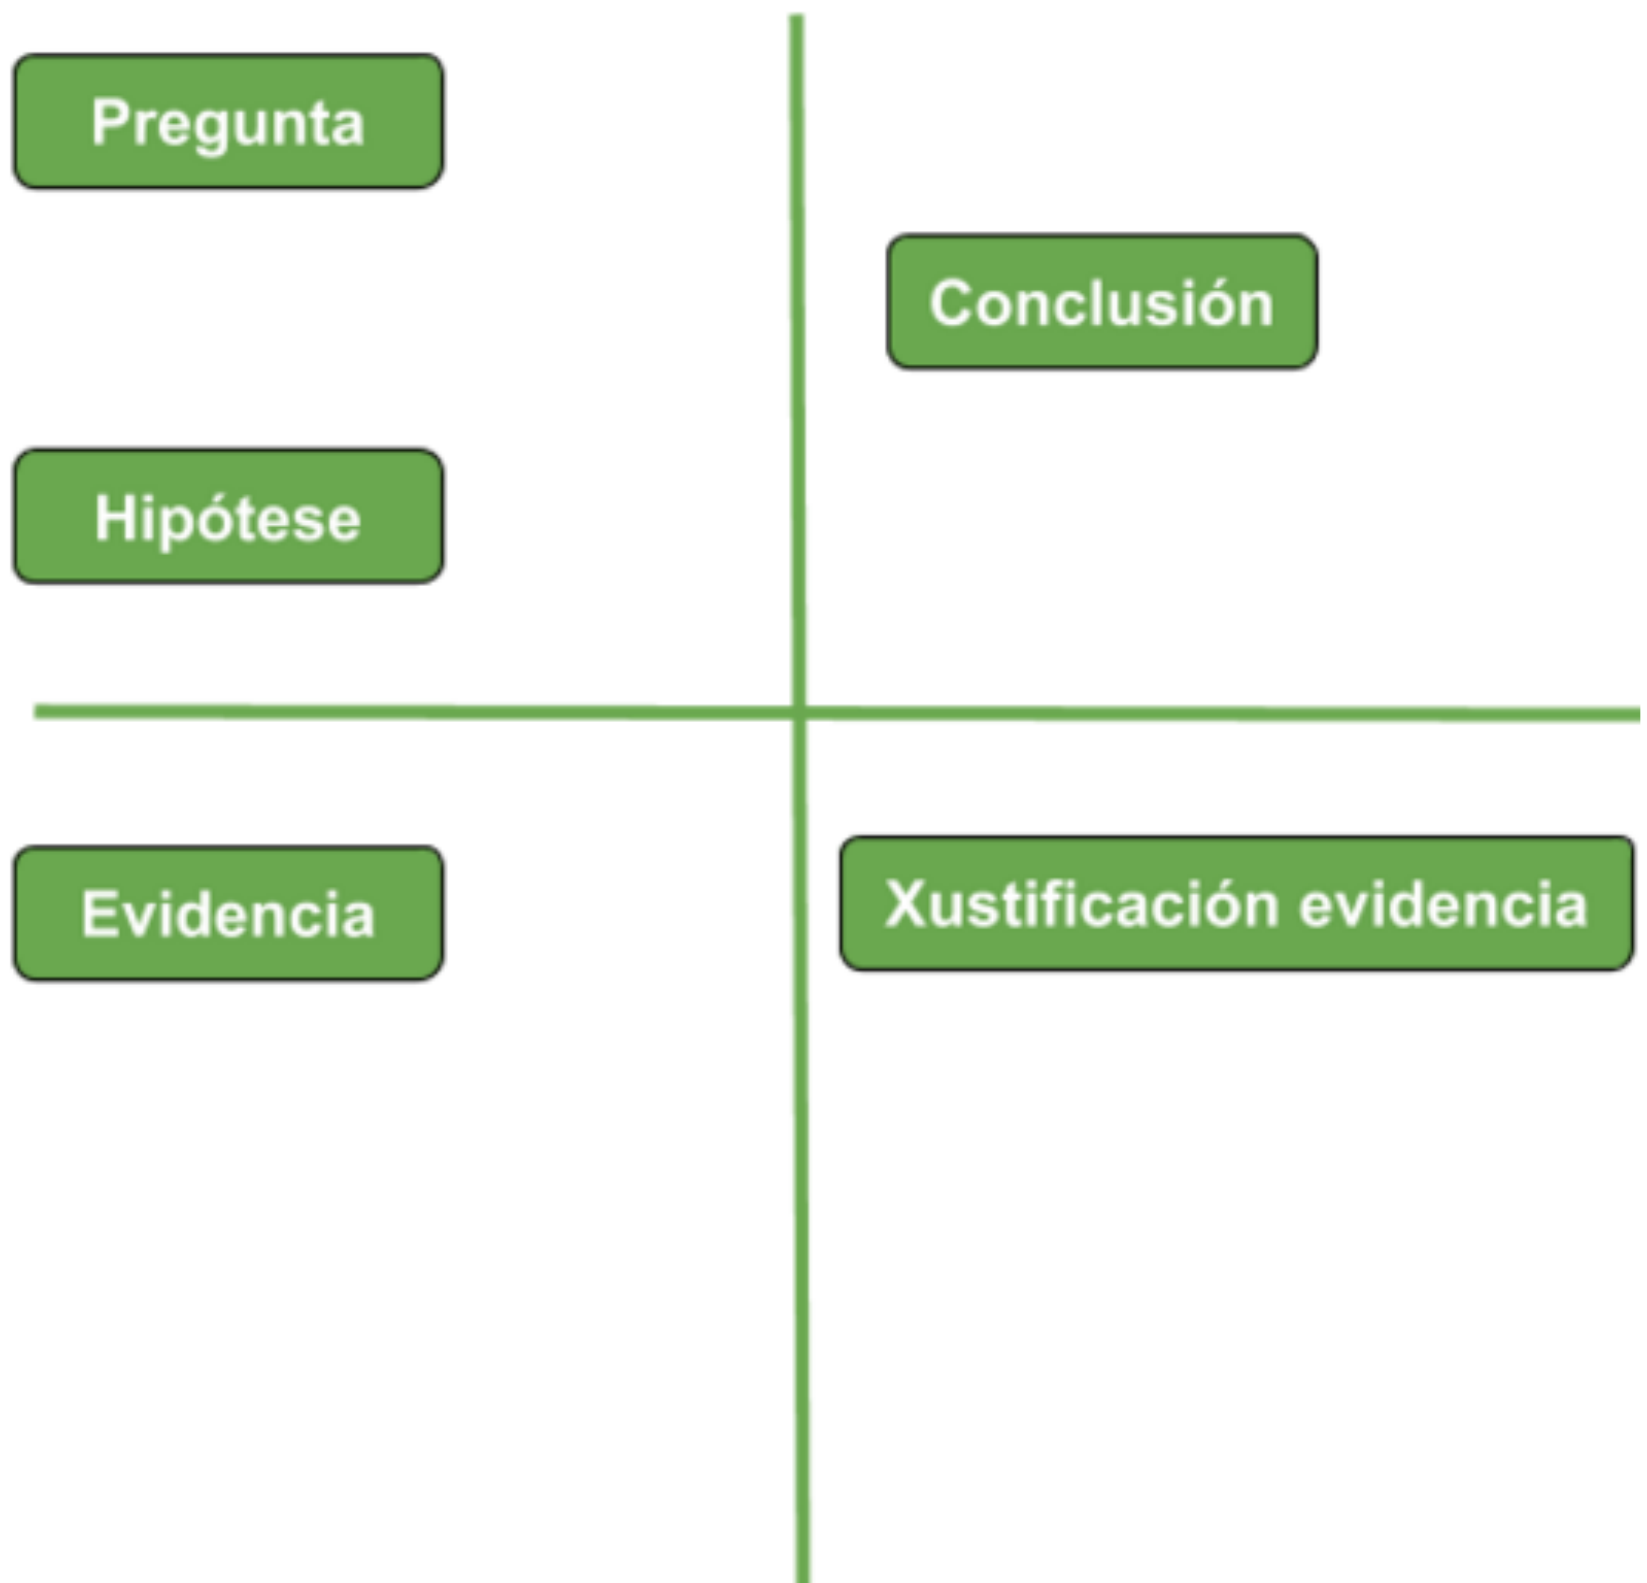 Pregunta
Conclusión
Hipótese
Evidencia
Xustificación evidencia